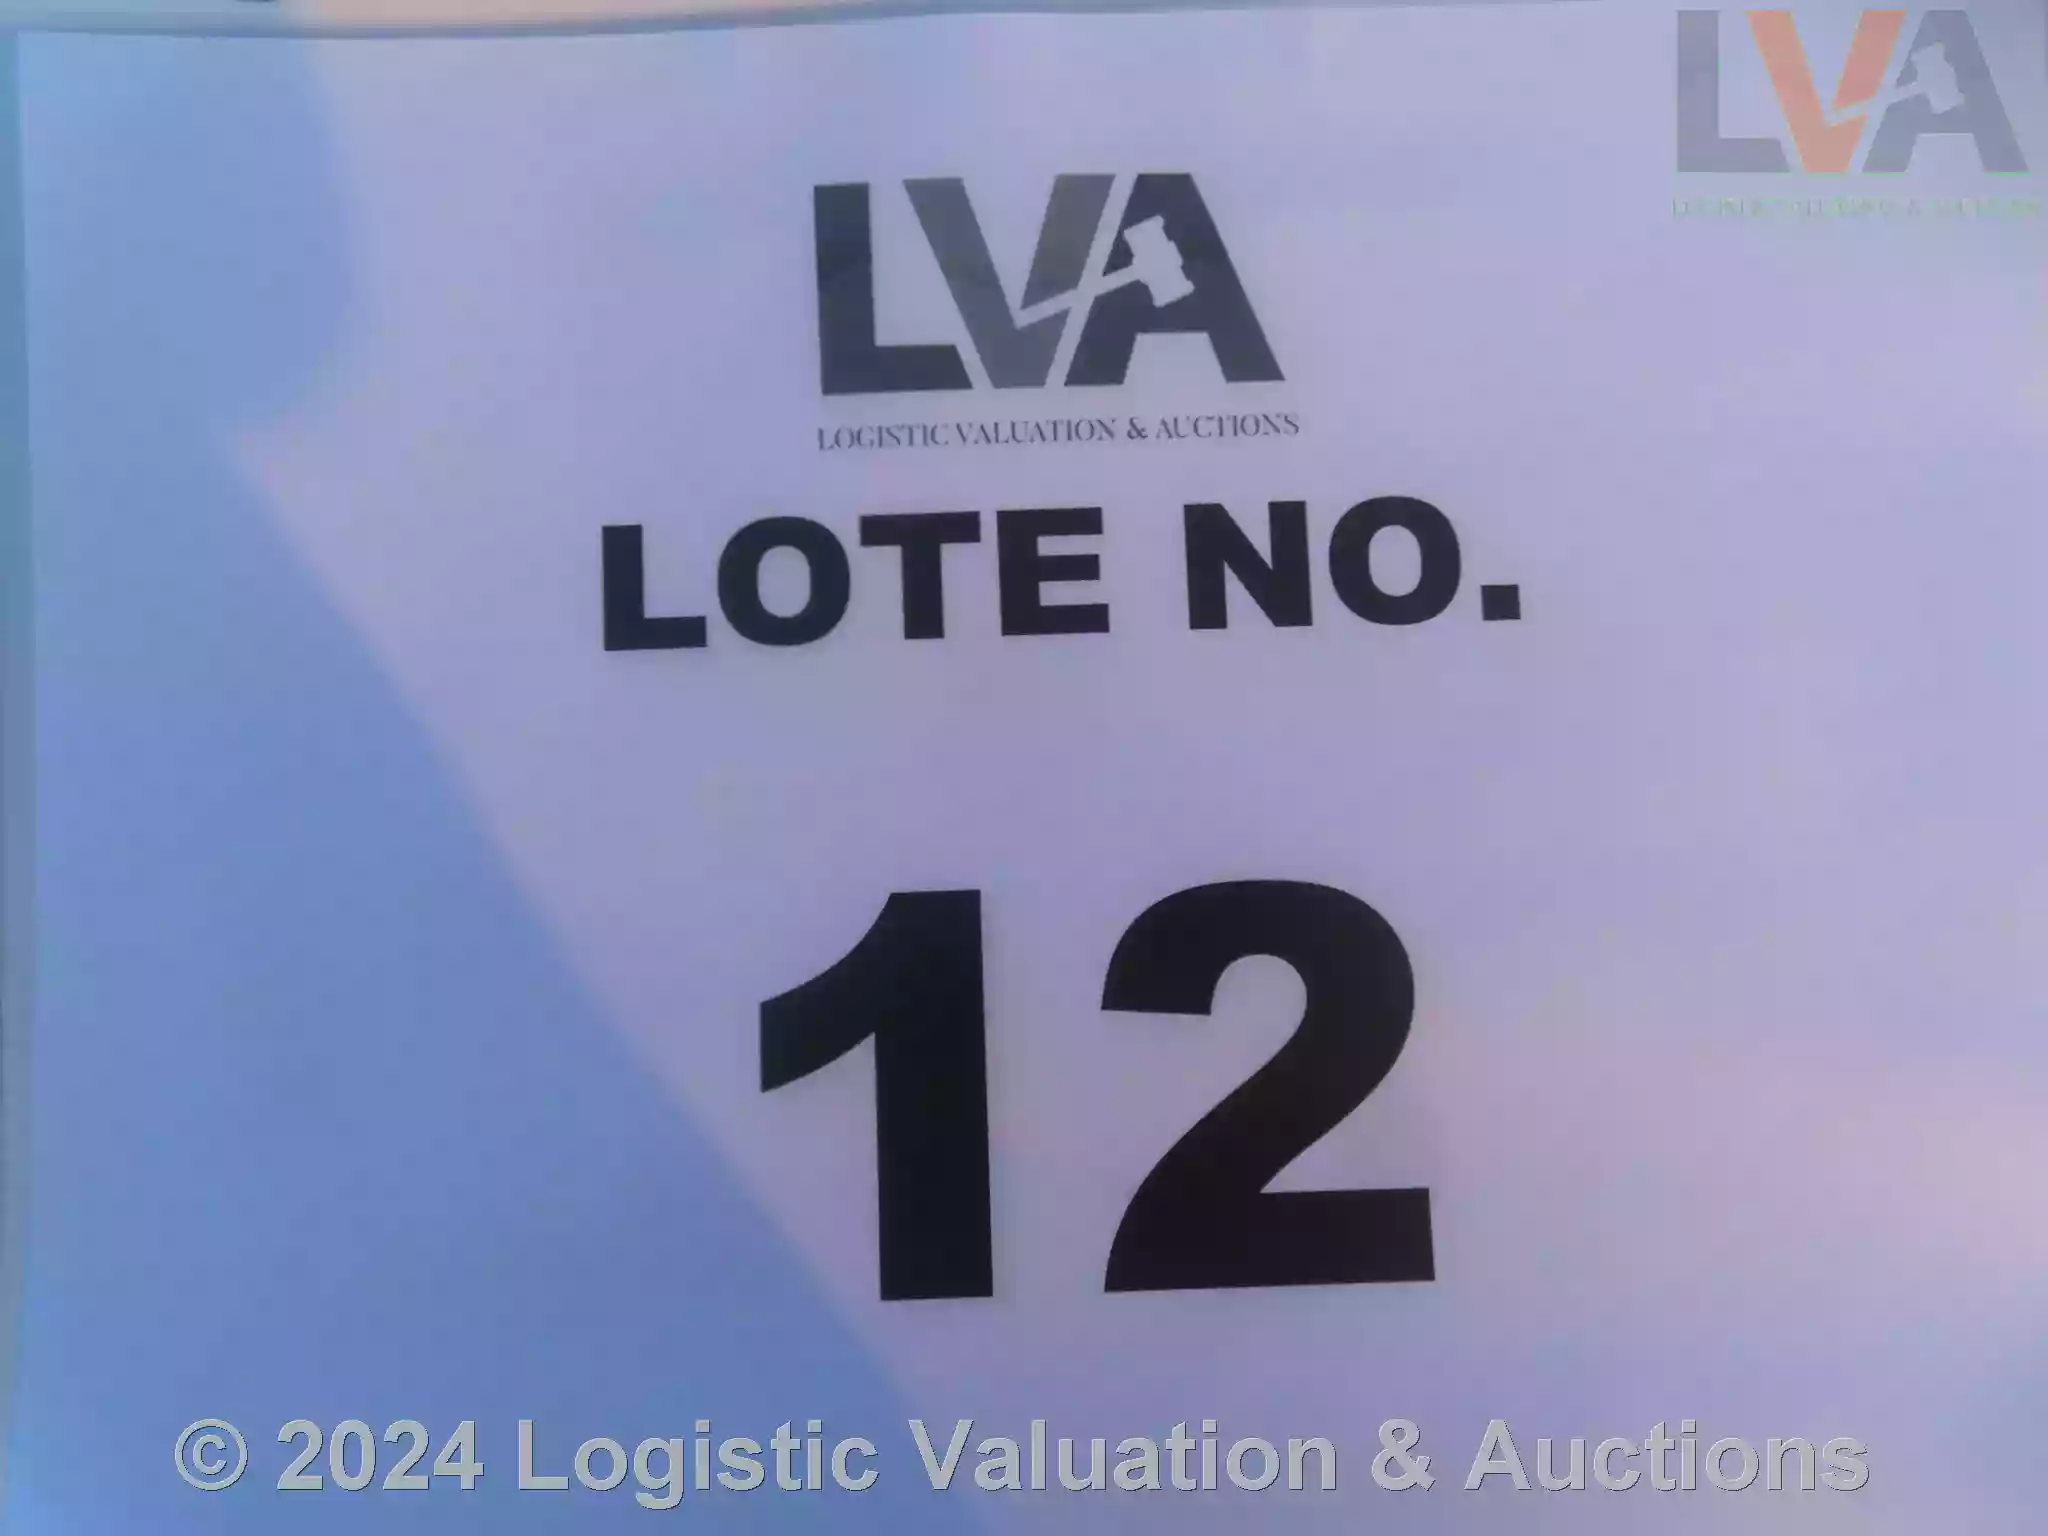 LVA
LVA
LOGISTIC VALUATION & AUCTIONS
LOTE NO.
12
© 2024 Logistic Valuation & Auctions